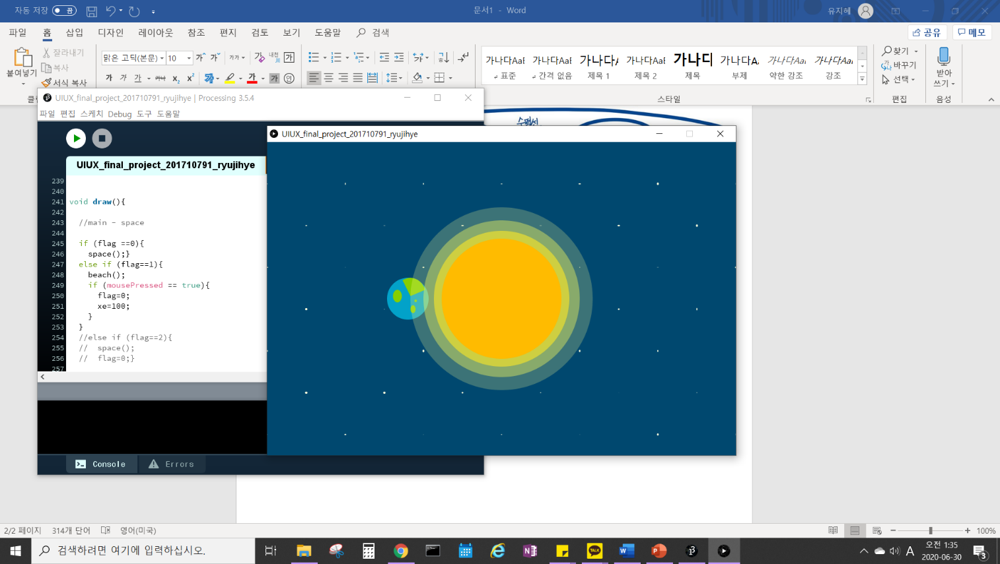 자동 저장 끔
문서1 - Word
유지혜
파일 홈 삽입 디자인 레이아웃 참조 편지 검토 보기 도움말 검색
공유 메모
붙여넣기
잘라내기
복사
서식 복사
맑은 고딕(본문) 10
가나다AaI 가나다AaI 가나다 가나다AaI 가나다 가나다A 가나다AaI 가나다AaI
표준 간격 없음 제목 1 제목 2 제목 부제 약한 강조 강조
스타일
찾기
바꾸기
선택
편집
받아
쓰기
음성
수평선
UIUX_final_project_201710791_ryujihye | Processing 3.5.4
파일 편집 스케치 Debug 도구 도움말
UIUX_final_project_201710791_ryujihye
239
240
241 void draw(){
242
243 //main - space
244
245 if (flag ==0){
246 space();}
247 else if (flag==1){
248 beach();
249 if (mousePressed == true){
250 flag=0;
251 xe=100;
252 }
253 }
254 //else if (flag==2){
255 // space();
256 // flag=0;}
257
Console Errors
UIUX_final_project_201710791_ryujihye
2/2 페이지 314개 단어 영어(미국)
100%
검색하려면 여기에 입력하십시오.
TALK
A
오전 1:35
2020-06-30
3